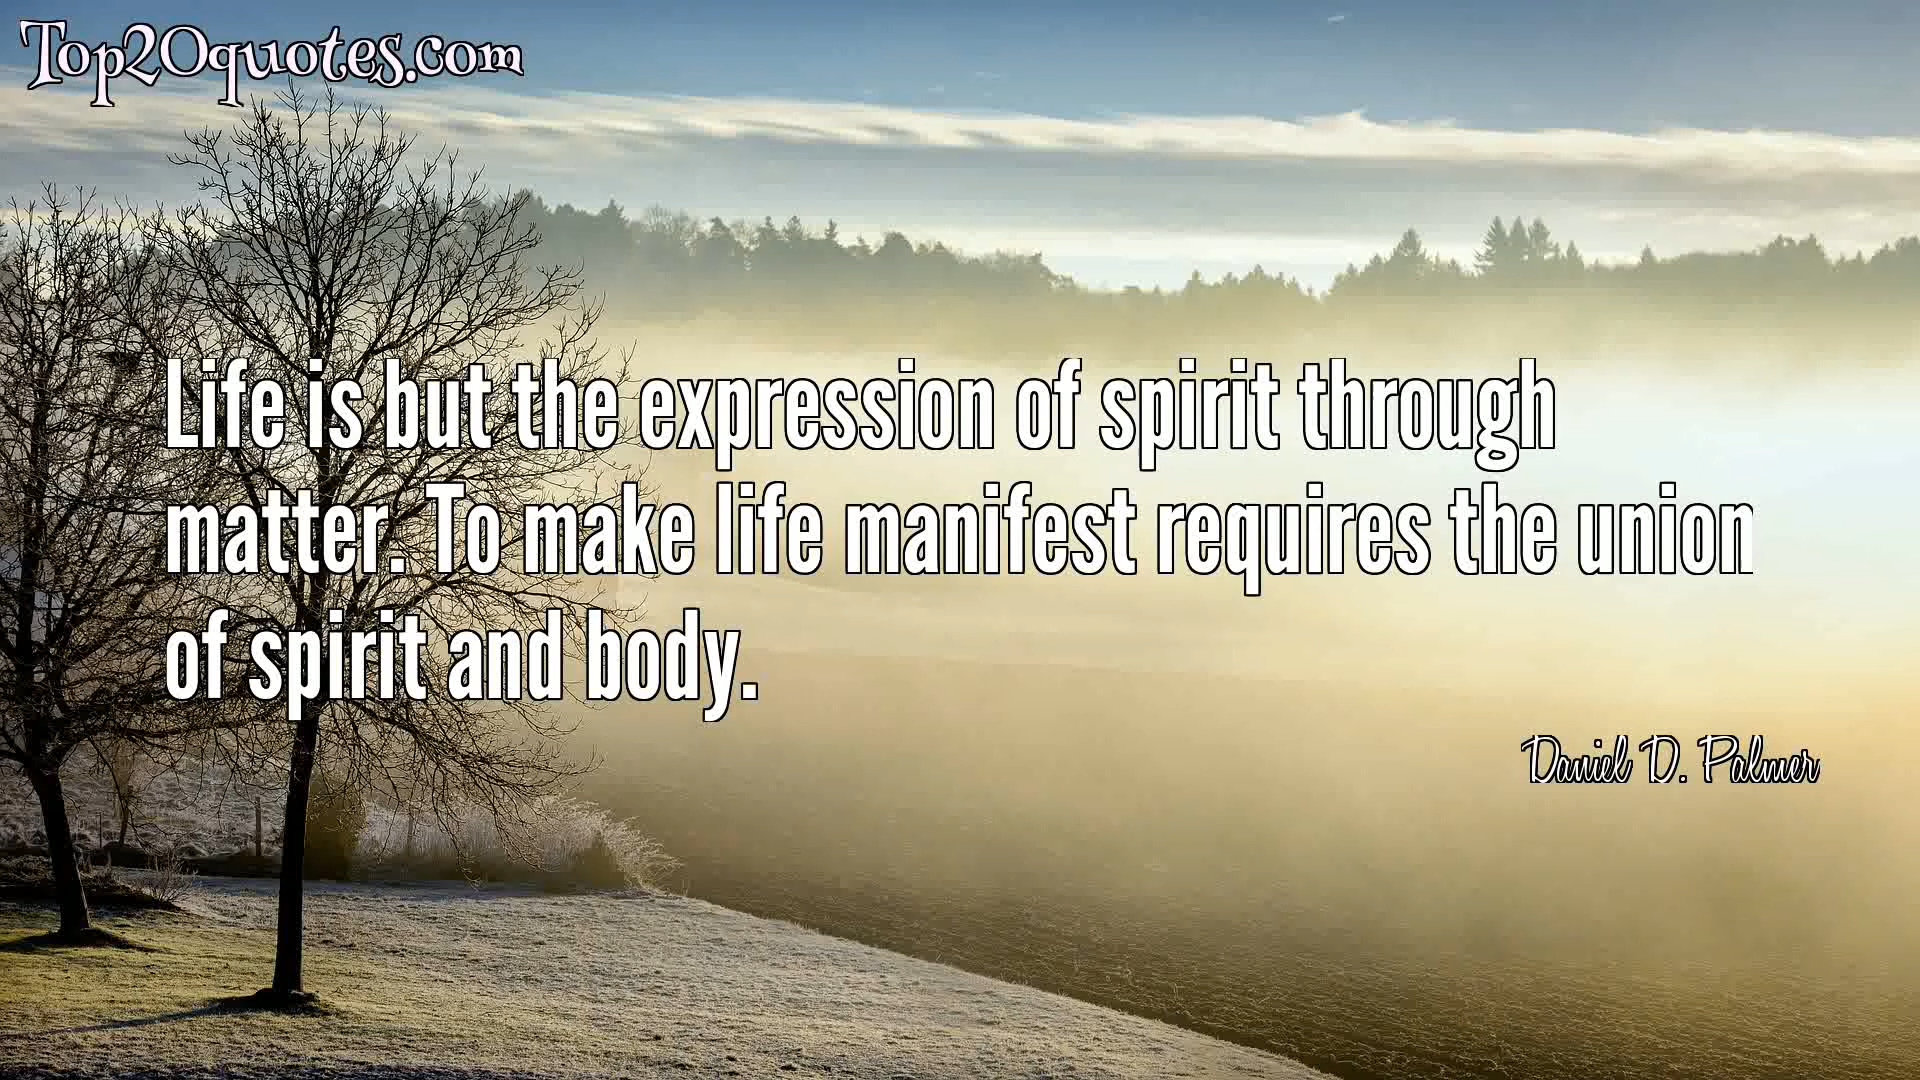 Top20quotes.com
Life is but the expression of spirit through
matter. To make life manifest requires the union
of spirit and body.
Daniel D. Palmer